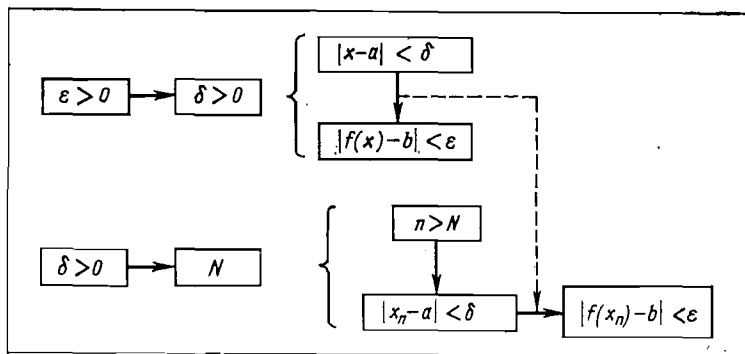 |x−a| < δ
ε > 0
δ > 0
|f(x)−b| < ε
n > N
δ > 0
N
|xₙ−a| < δ
|f(xₙ)−b| < ε